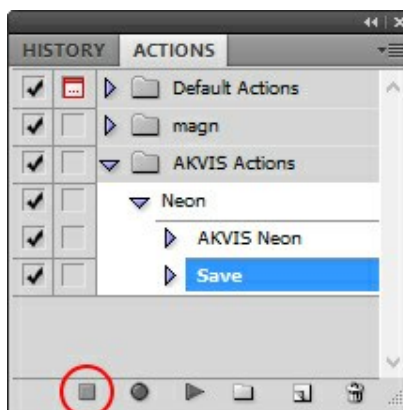 HISTORY ACTIONS
Default Actions
magn
AKVIS Actions
Neon
AKVIS Neon
Save